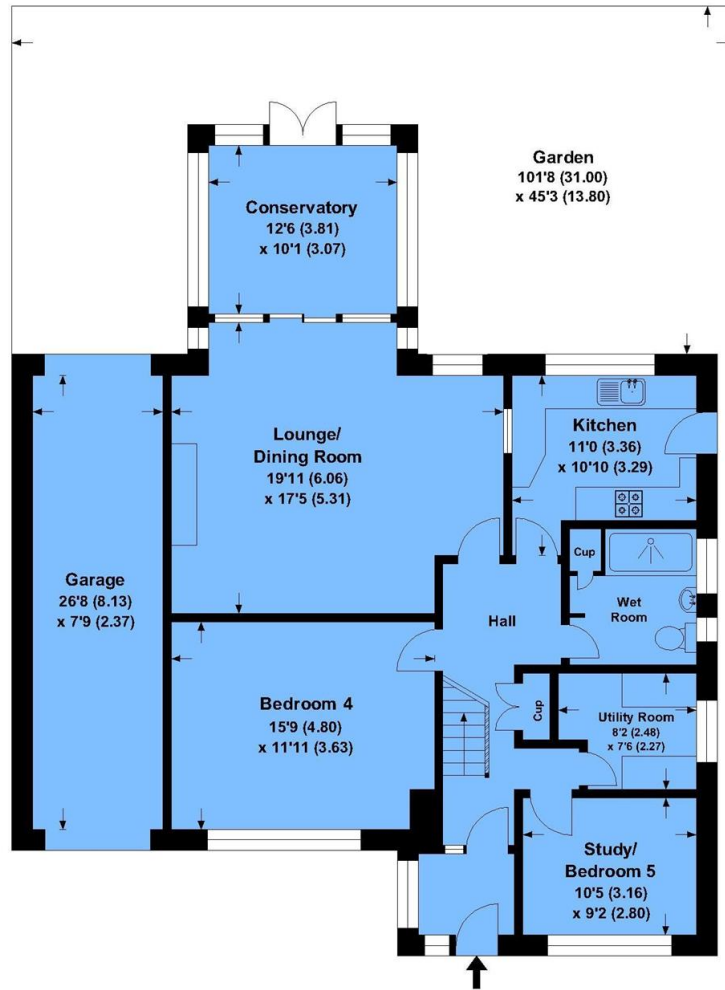 Garden
101'8 (31.00)
x 45'3 (13.80)
Conservatory
12'6 (3.81)
x 10'1 (3.07)
Lounge/
Dining Room
19'11 (6.06)
x 17'5 (5.31)
Kitchen
11'0 (3.36)
x 10'10 (3.29)
Garage
26'8 (8.13)
x 7'9 (2.37)
Cup
Wet
Room
Hall
Bedroom 4
15'9 (4.80)
x 11'11 (3.63)
Cup
Utility Room
8'2 (2.48)
x 7'6 (2.27)
Study/
Bedroom 5
10'5 (3.16)
x 9'2 (2.80)